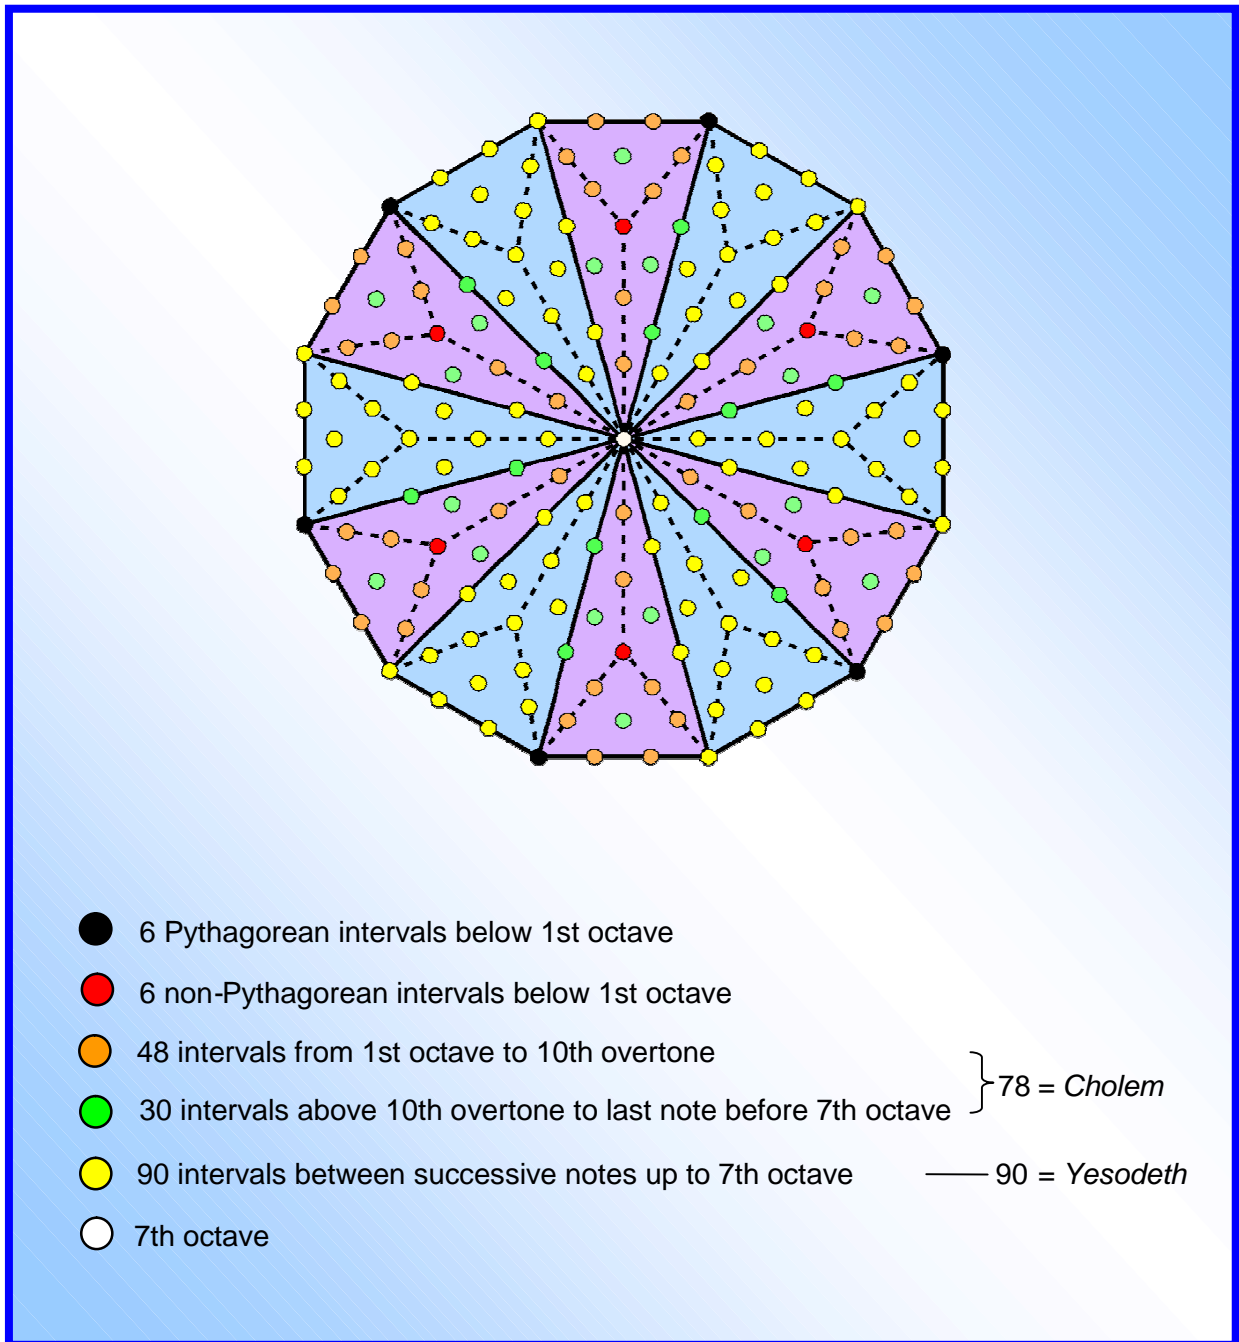 6 Pythagorean intervals below 1st octave
6 non-Pythagorean intervals below 1st octave
48 intervals from 1st octave to 10th overtone
78 = Cholem
30 intervals above 10th overtone to last note before 7th octave
90 intervals between successive notes up to 7th octave 90 = Yesodeth
7th octave